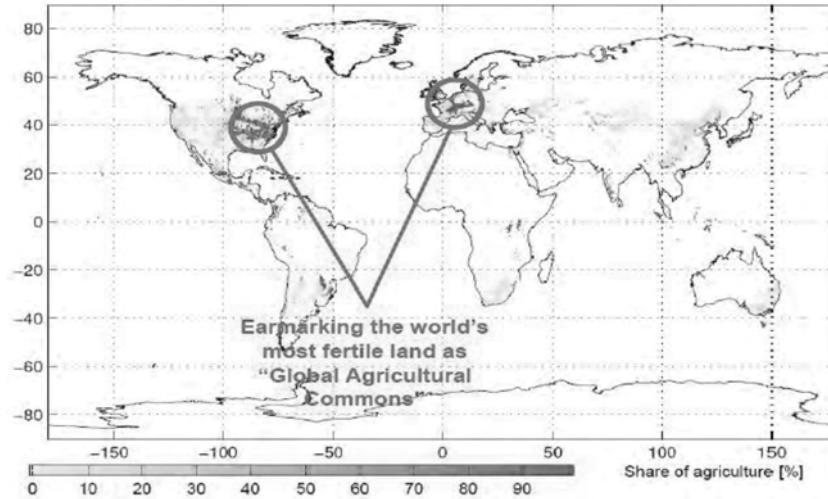 80
60
40
20
0
−20
−40
−60
−80
Earmarking the world's
most fertile land as
“Global Agricultural
Commons
−150 −100 −50 0 50 100 150
Share of agriculture [%]
0 10 20 30 40 50 60 70 80 90